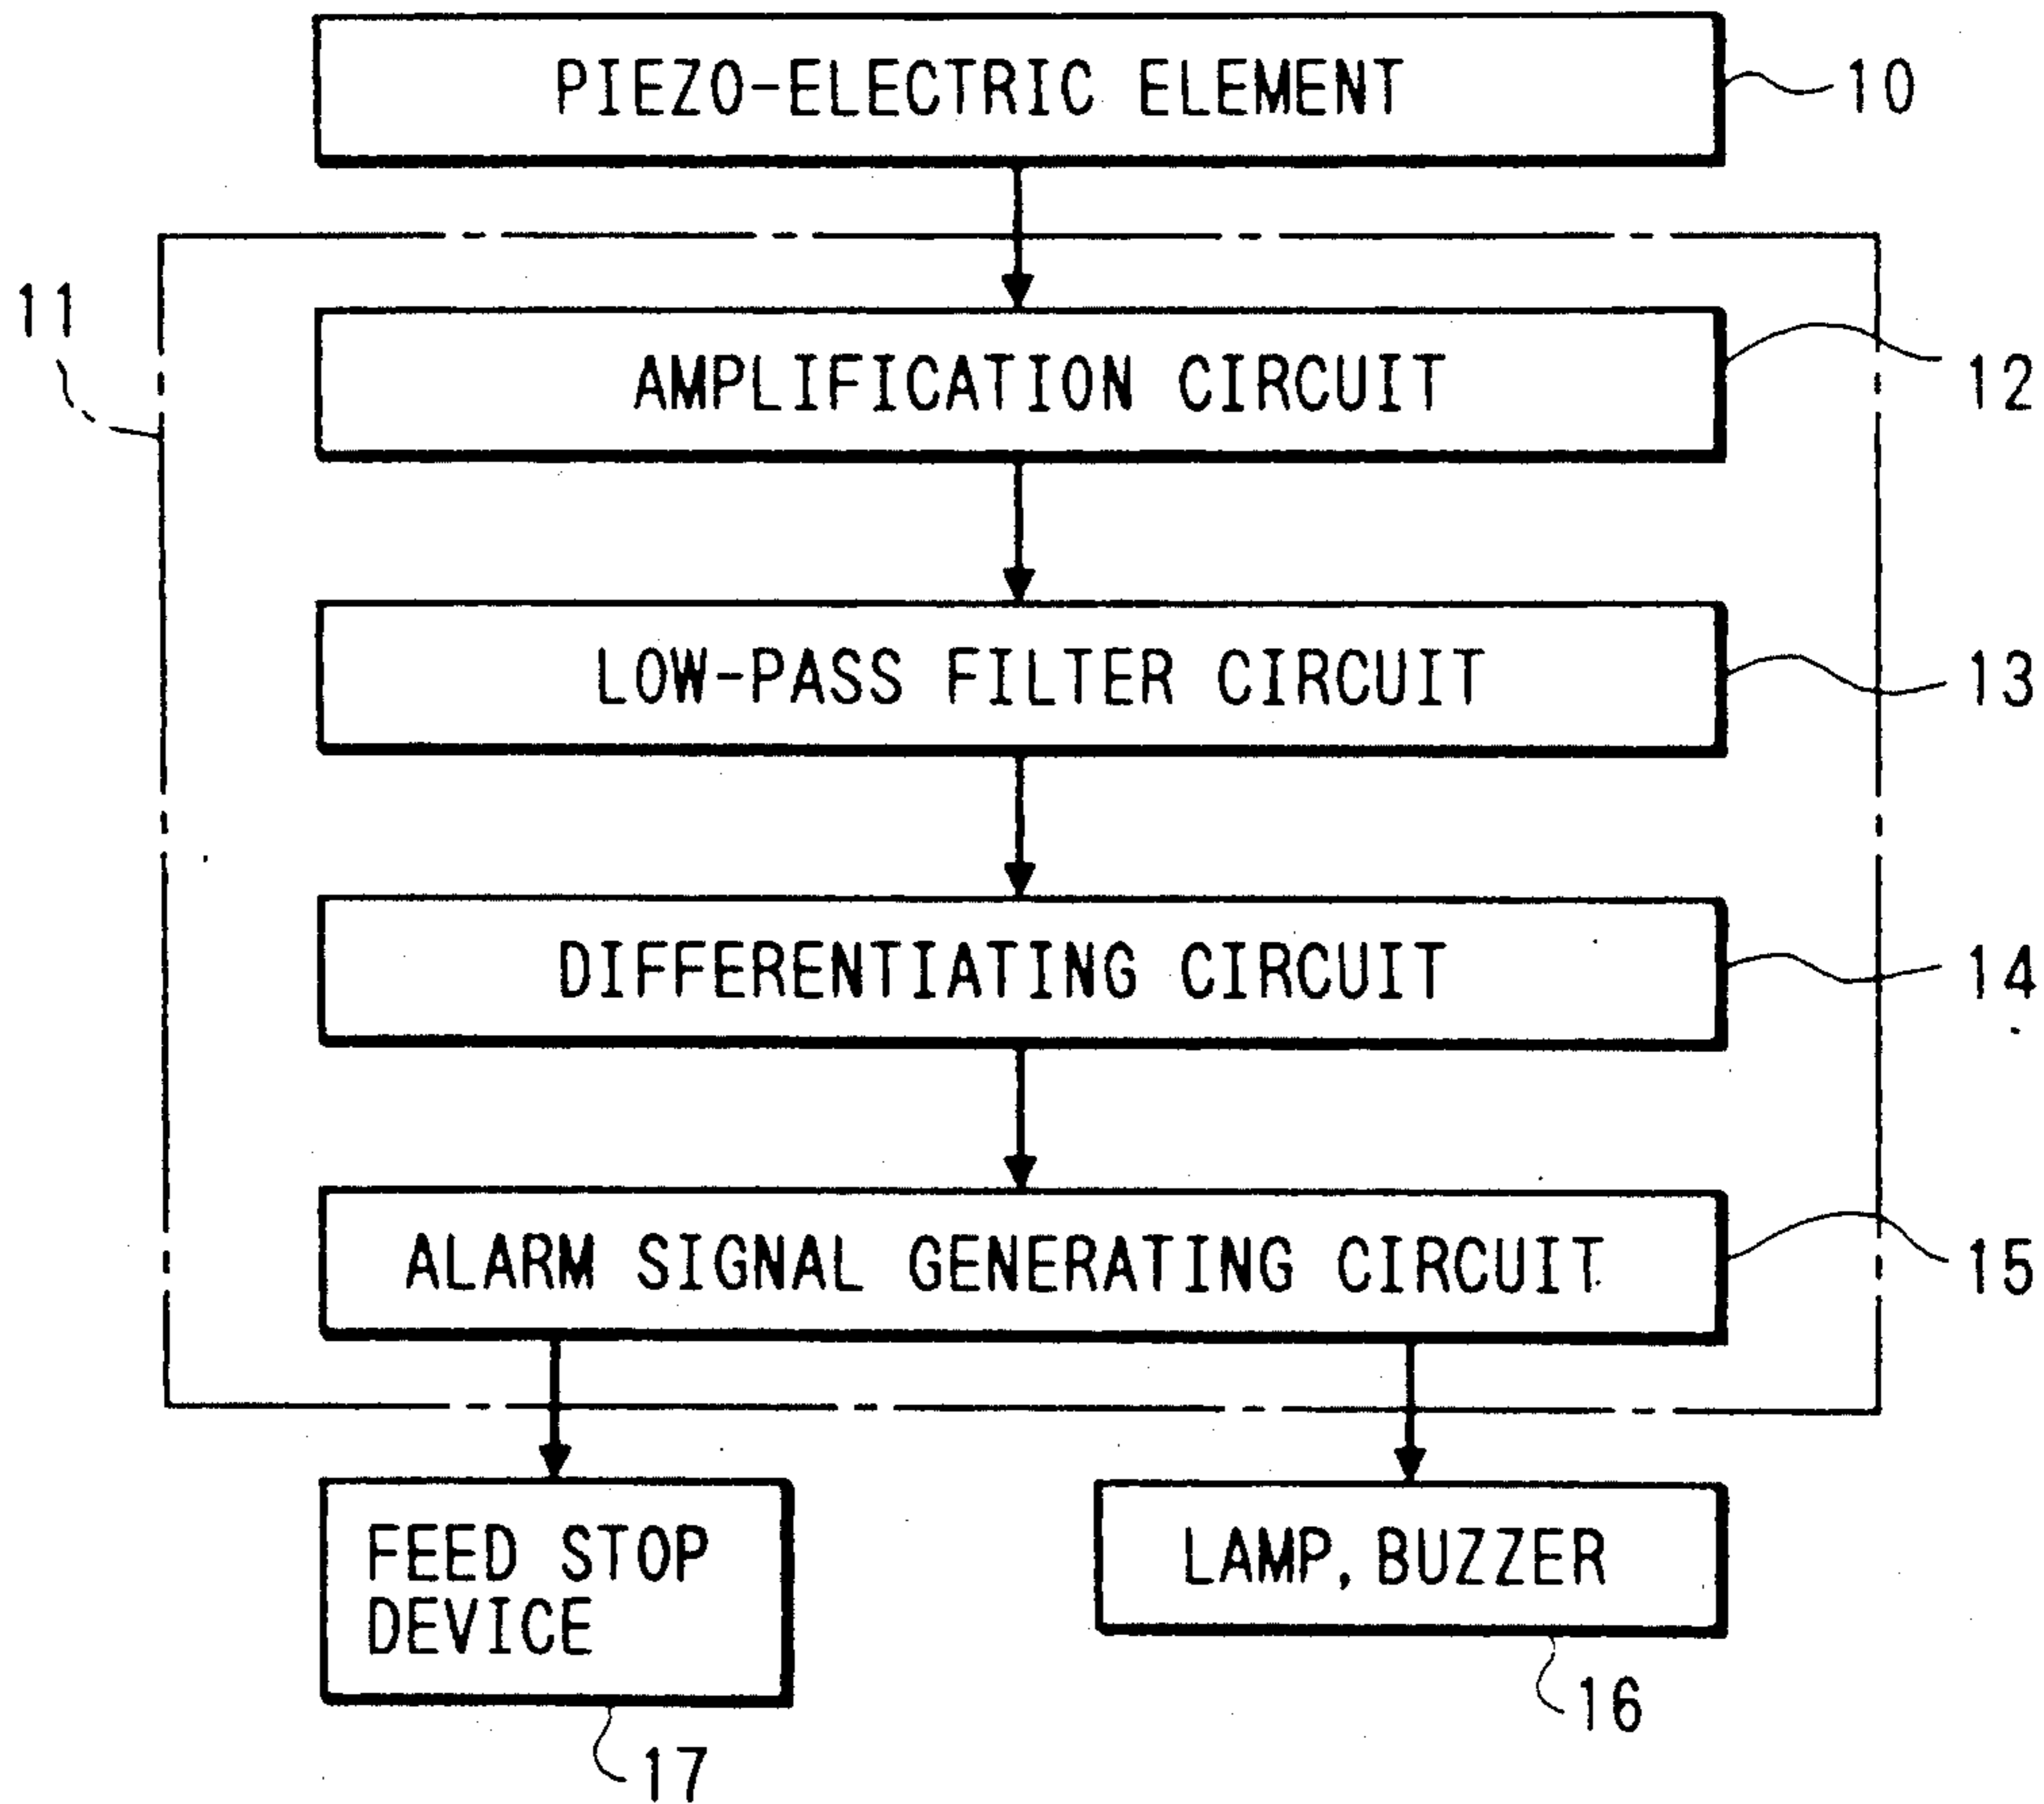 PIEZO-ELECTRIC ELEMENT
10
11
AMPLIFICATION CIRCUIT
12
LOW-PASS FILTER CIRCUIT
13
DIFFERENTIATING CIRCUIT
14
ALARM SIGNAL GENERATING CIRCUIT
15
FEED STOP
DEVICE
17
LAMP, BUZZER
16